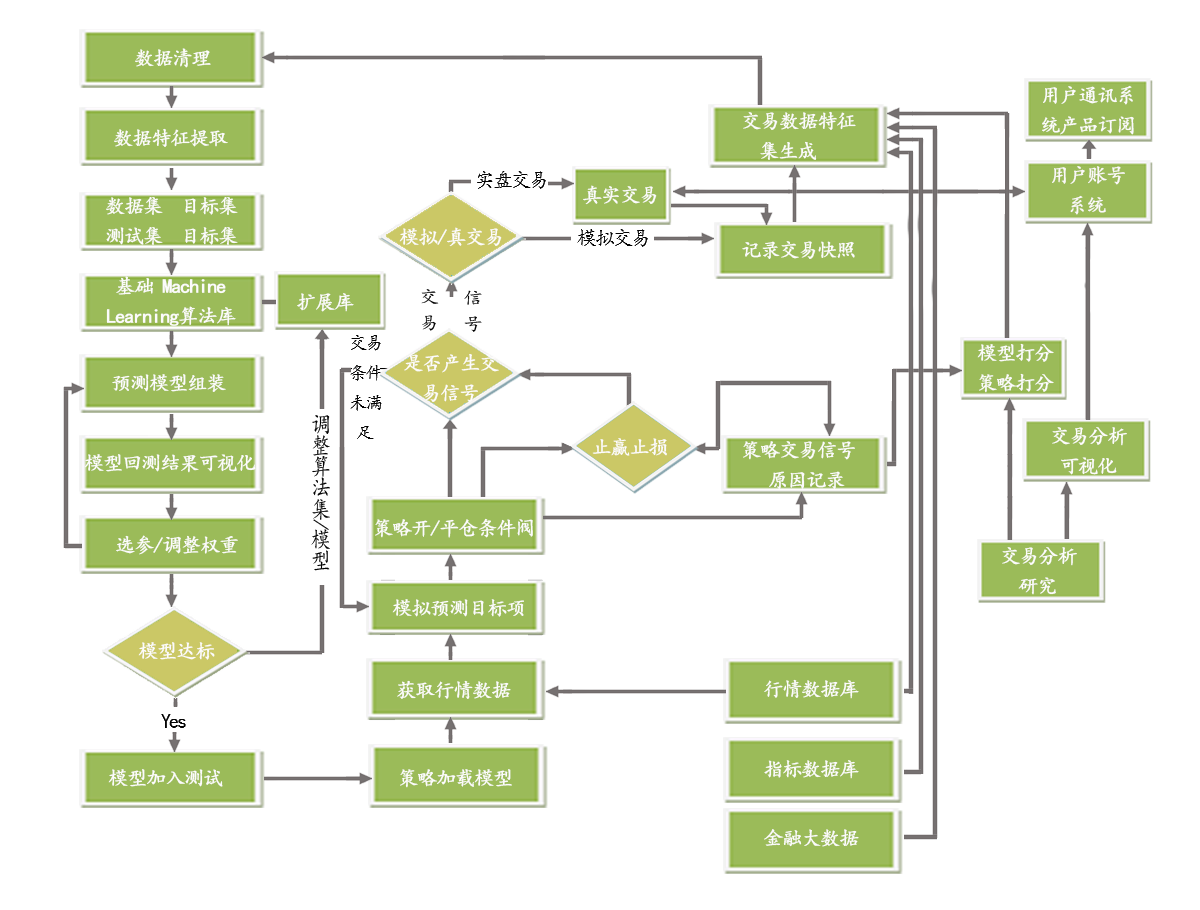 数据清理
数据特征提取
数据集 目标集
测试集 目标集
基础 Machine
Learning算法库
扩展库
预测模型组装
模型回测结果可视化
选参/调整权重
模型达标
Yes
模型加入测试
调整算法集/模型
实盘交易
模拟/真交易
模拟交易
真实交易
交易数据特征
集生成
记录交易快照
交易
信号
是否产生交
易信号
交易
条件
未满
足
止赢止损
策略交易信号
原因记录
策略开/平仓条件阀
模拟预测目标项
获取行情数据
策略加载模型
行情数据库
指标数据库
金融大数据
用户通讯系
统产品订阅
用户账号
系统
模型打分
策略打分
交易分析
可视化
交易分析
研究